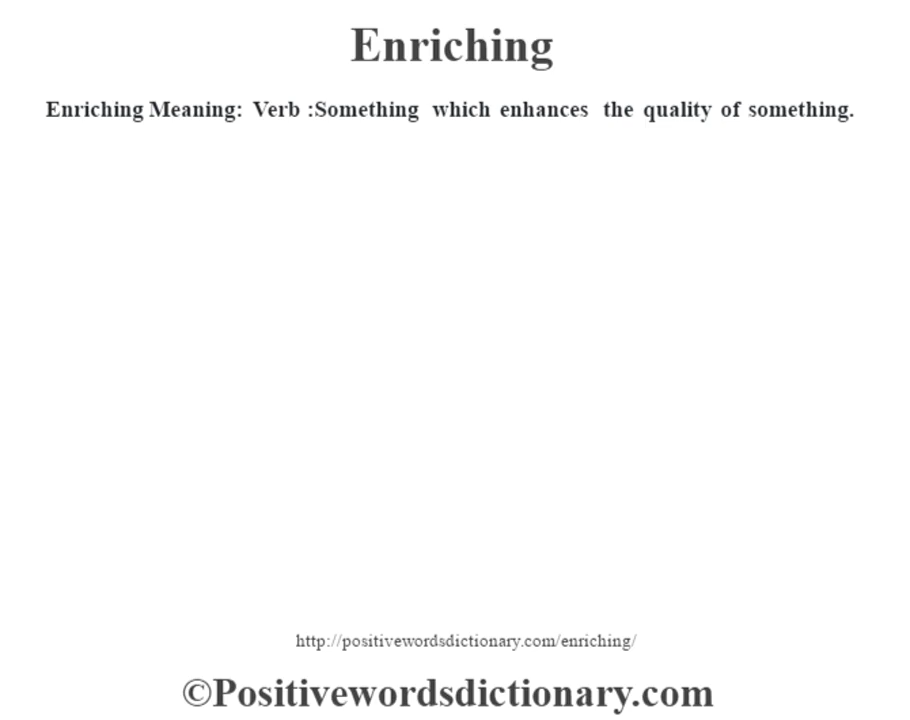 Enriching
Enriching Meaning: Verb :Something which enhances the quality of something.
http://positivewordsdictionary.com/enriching/
©Positivewordsdictionary.com